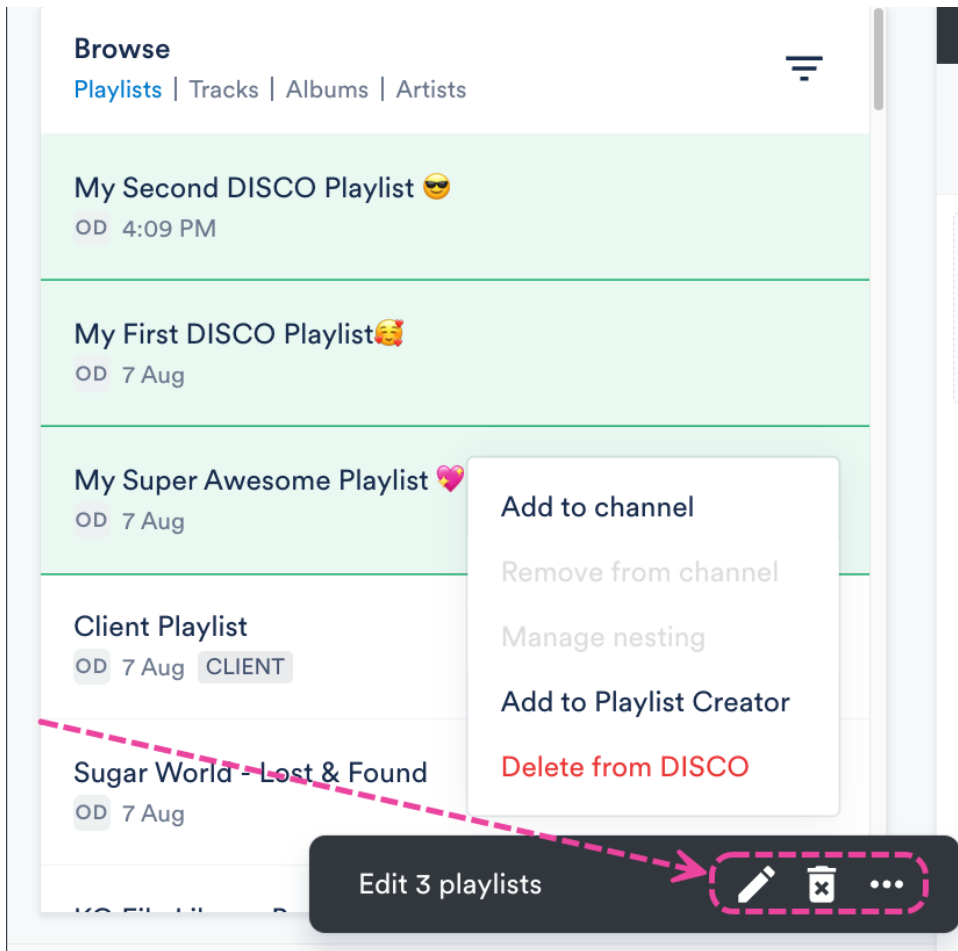 Browse
Playlists | Tracks | Albums | Artists
My Second DISCO Playlist 😎
OD 4:09 PM
My First DISCO Playlist🥰
OD 7 Aug
My Super Awesome Playlist 💖
OD 7 Aug
Add to channel
Remove from channel
Manage nesting
Add to Playlist Creator
Delete from DISCO
Client Playlist
OD 7 Aug CLIENT
Sugar World - Lost & Found
OD 7 Aug
Edit 3 playlists